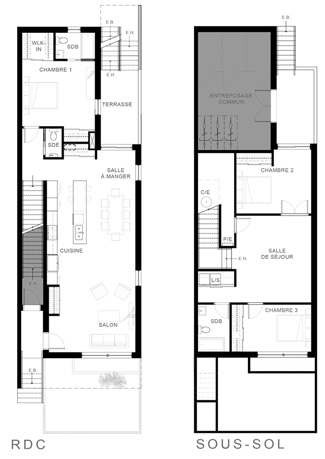 E.B.
E.H.
WLK-
IN
SDB
E.H.
CHAMBRE 1
TERRASSE
SDE
SALLE
À MANGER
CUISINE
SALON
E.B.
RDC
E.B.
ENTREPOSAGE
COMMUN
CHAMBRE 2
C/E
P/E
E.H.
SALLE
DE SÉJOUR
L/S
SDB
CHAMBRE 3
SOUS-SOL